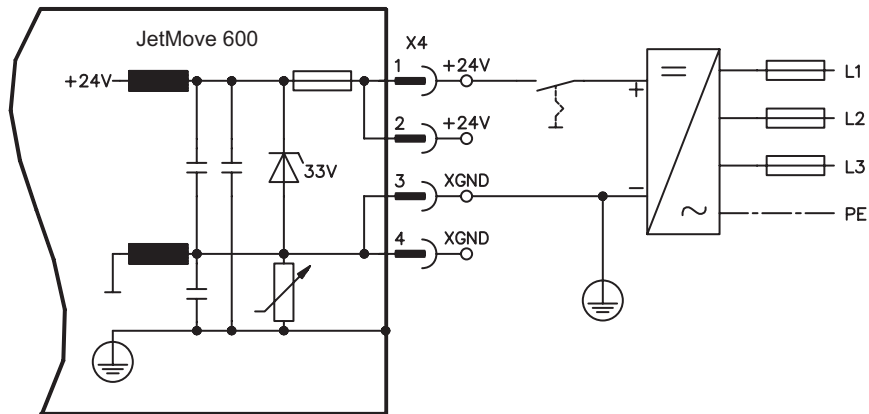 JetMove 600
X4
+24V
1
+24V
2
+24V
33V
3
XGND
4
XGND
+
−
L1
L2
L3
PE